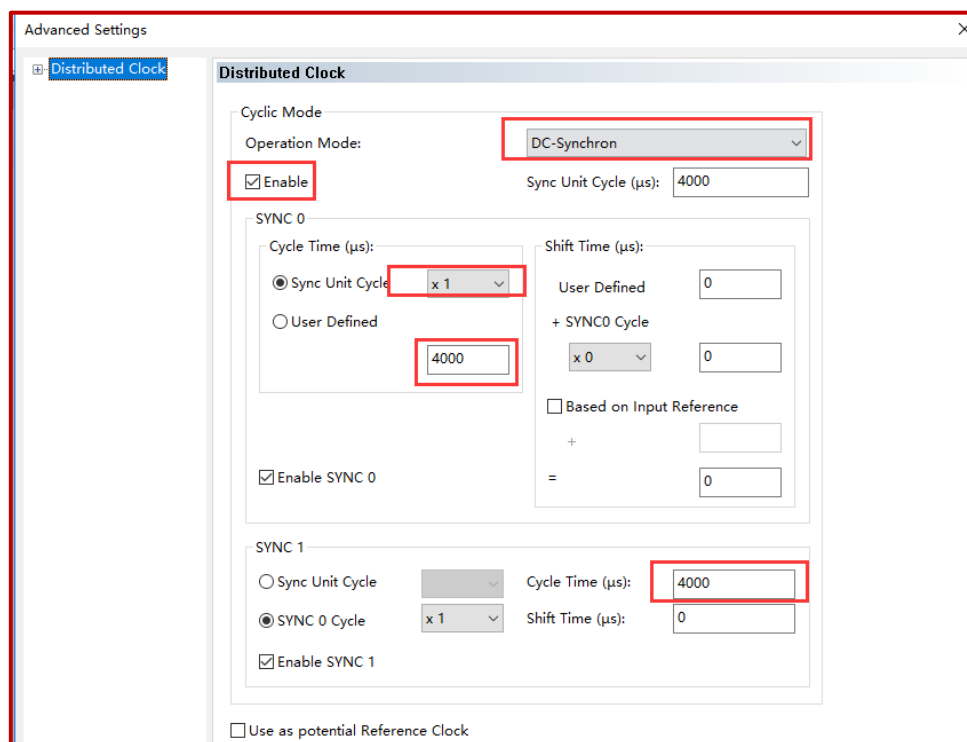 Advanced Settings
Distributed Clock
Distributed Clock
Cyclic Mode
Operation Mode: DC-Synchron
Enable Sync Unit Cycle (µs): 4000
SYNC 0
Cycle Time (µs):
Sync Unit Cycle x 1
User Defined
4000
Shift Time (µs):
User Defined 0
+ SYNC0 Cycle
x 0 0
Based on Input Reference
+
= 0
Enable SYNC 0
SYNC 1
Sync Unit Cycle Cycle Time (µs): 4000
SYNC 0 Cycle x 1 Shift Time (µs): 0
Enable SYNC 1
Use as potential Reference Clock